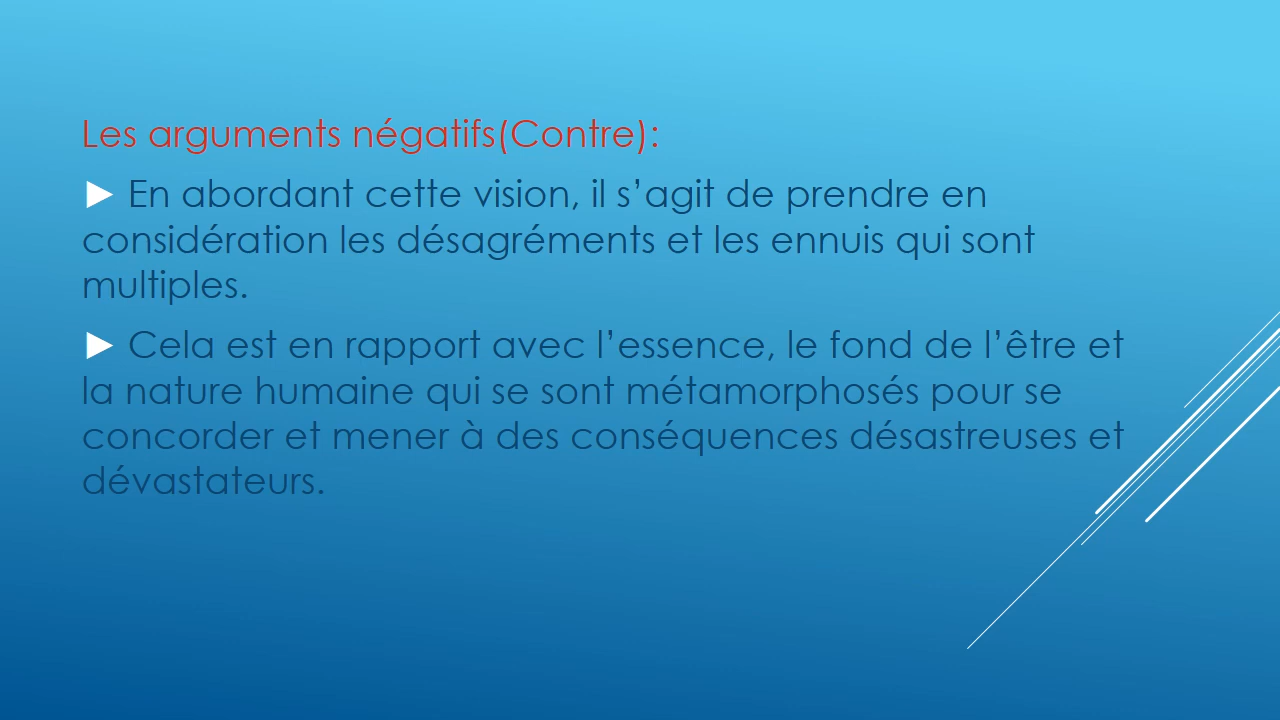 Les arguments négatifs(Contre):
► En abordant cette vision, il s’agit de prendre en
considération les désagréments et les ennuis qui sont
multiples.
► Cela est en rapport avec l’essence, le fond de l’être et
la nature humaine qui se sont métamorphosés pour se
concorder et mener à des conséquences désastreuses et
dévastateurs.